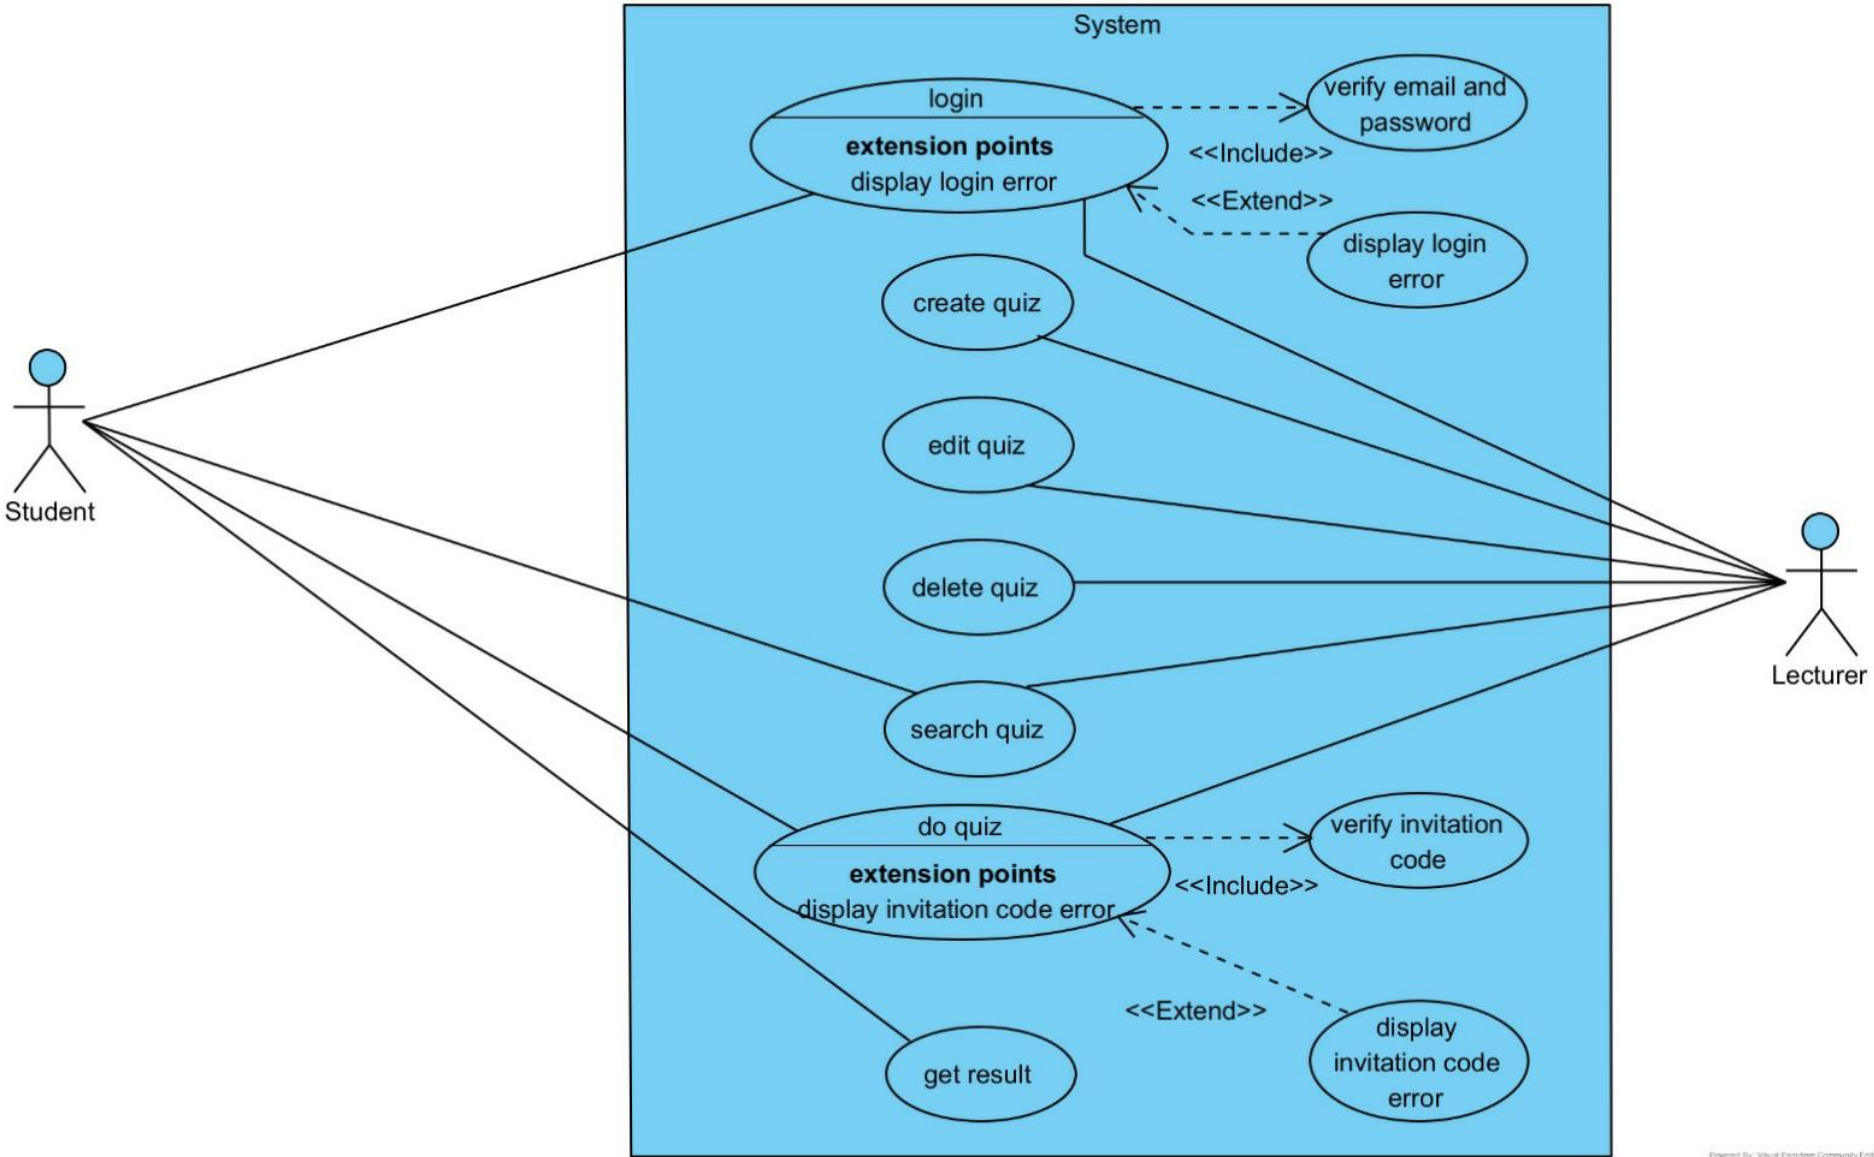 System
login
extension points
display login error
verify email and
password
<<Include>>
<<Extend>>
display login
error
create quiz
edit quiz
Student
delete quiz
Lecturer
search quiz
do quiz
extension points
display invitation code error
verify invitation
code
<<Include>>
<<Extend>>
display
invitation code
error
get result